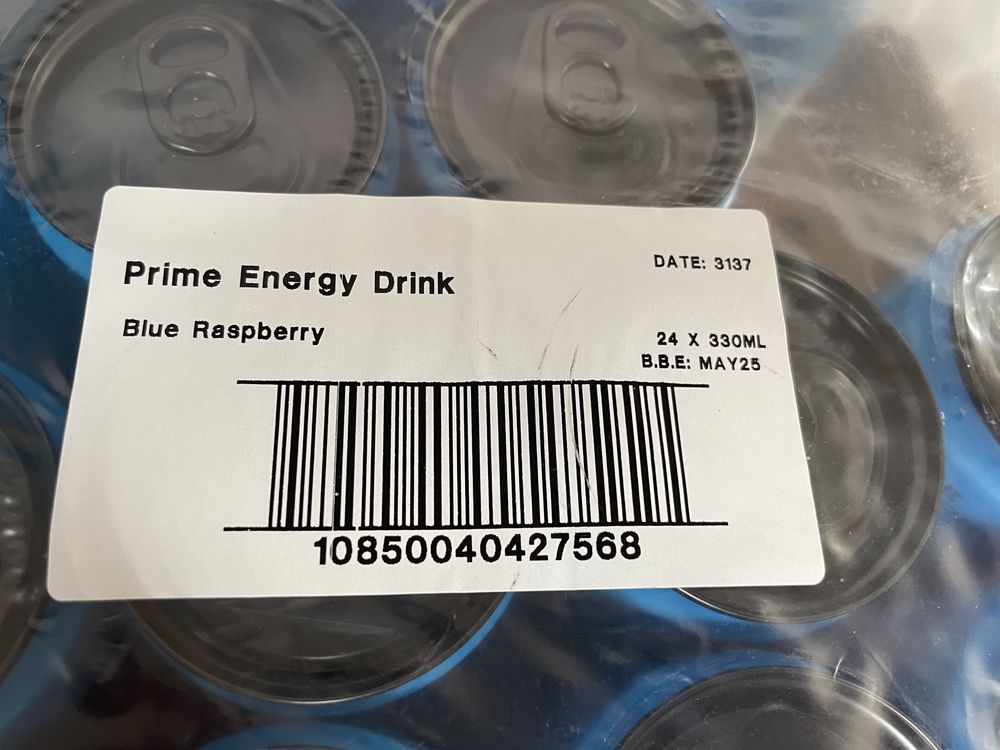 Prime Energy Drink
DATE: 3137
Blue Raspberry
24 X 330ML
B.B.E: MAY25
10850040427568